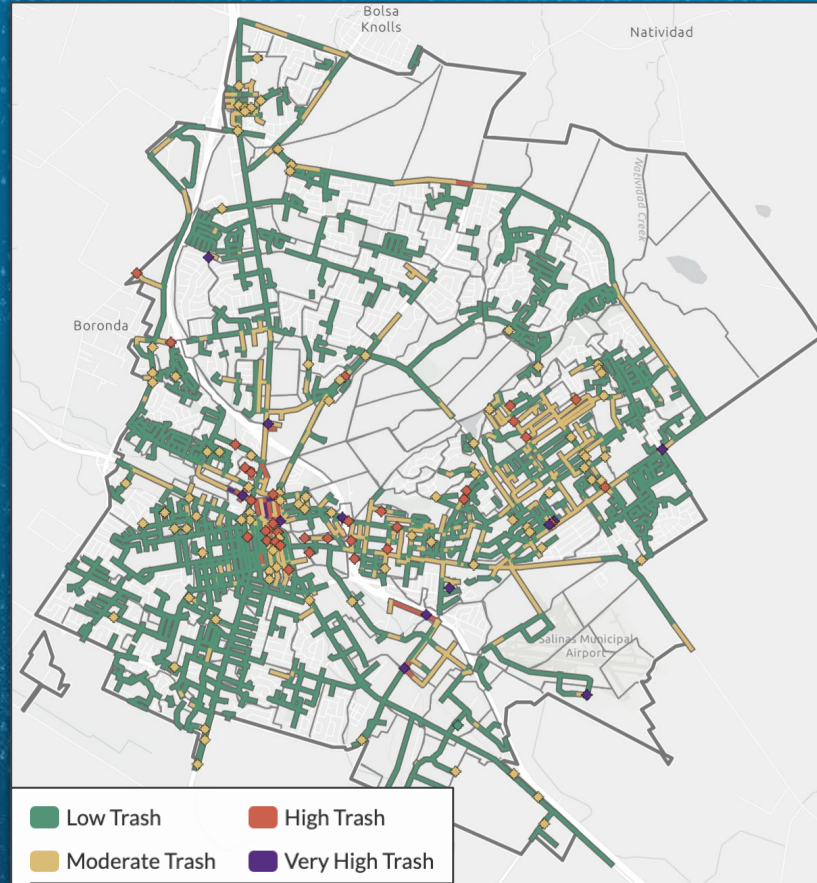 Bolsa
Knolls
Natividad
Natividad Creek
Boronda
Salinas Municipal
Airport
Low Trash
High Trash
Moderate Trash
Very High Trash